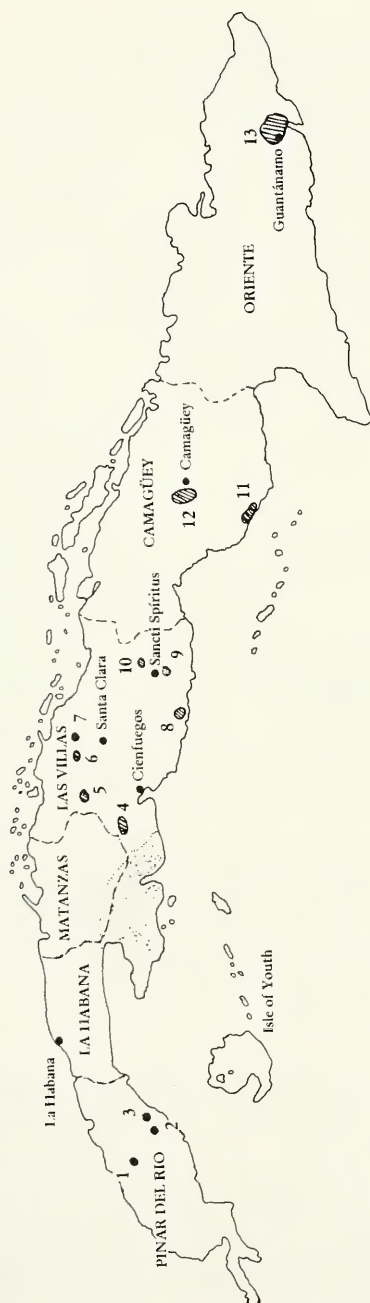 La Habana
1
2
3
PINAR DEL RIO
LA HABANA
MATANZAS
Isle of Youth
LAS VILLAS
4
5
6
7
Santa Clara
Cienfuegos
8
9
10
Sancti Spíritus
CAMAGÜEY
12
Camagüey
11
ORIENTE
13
Guantánamo